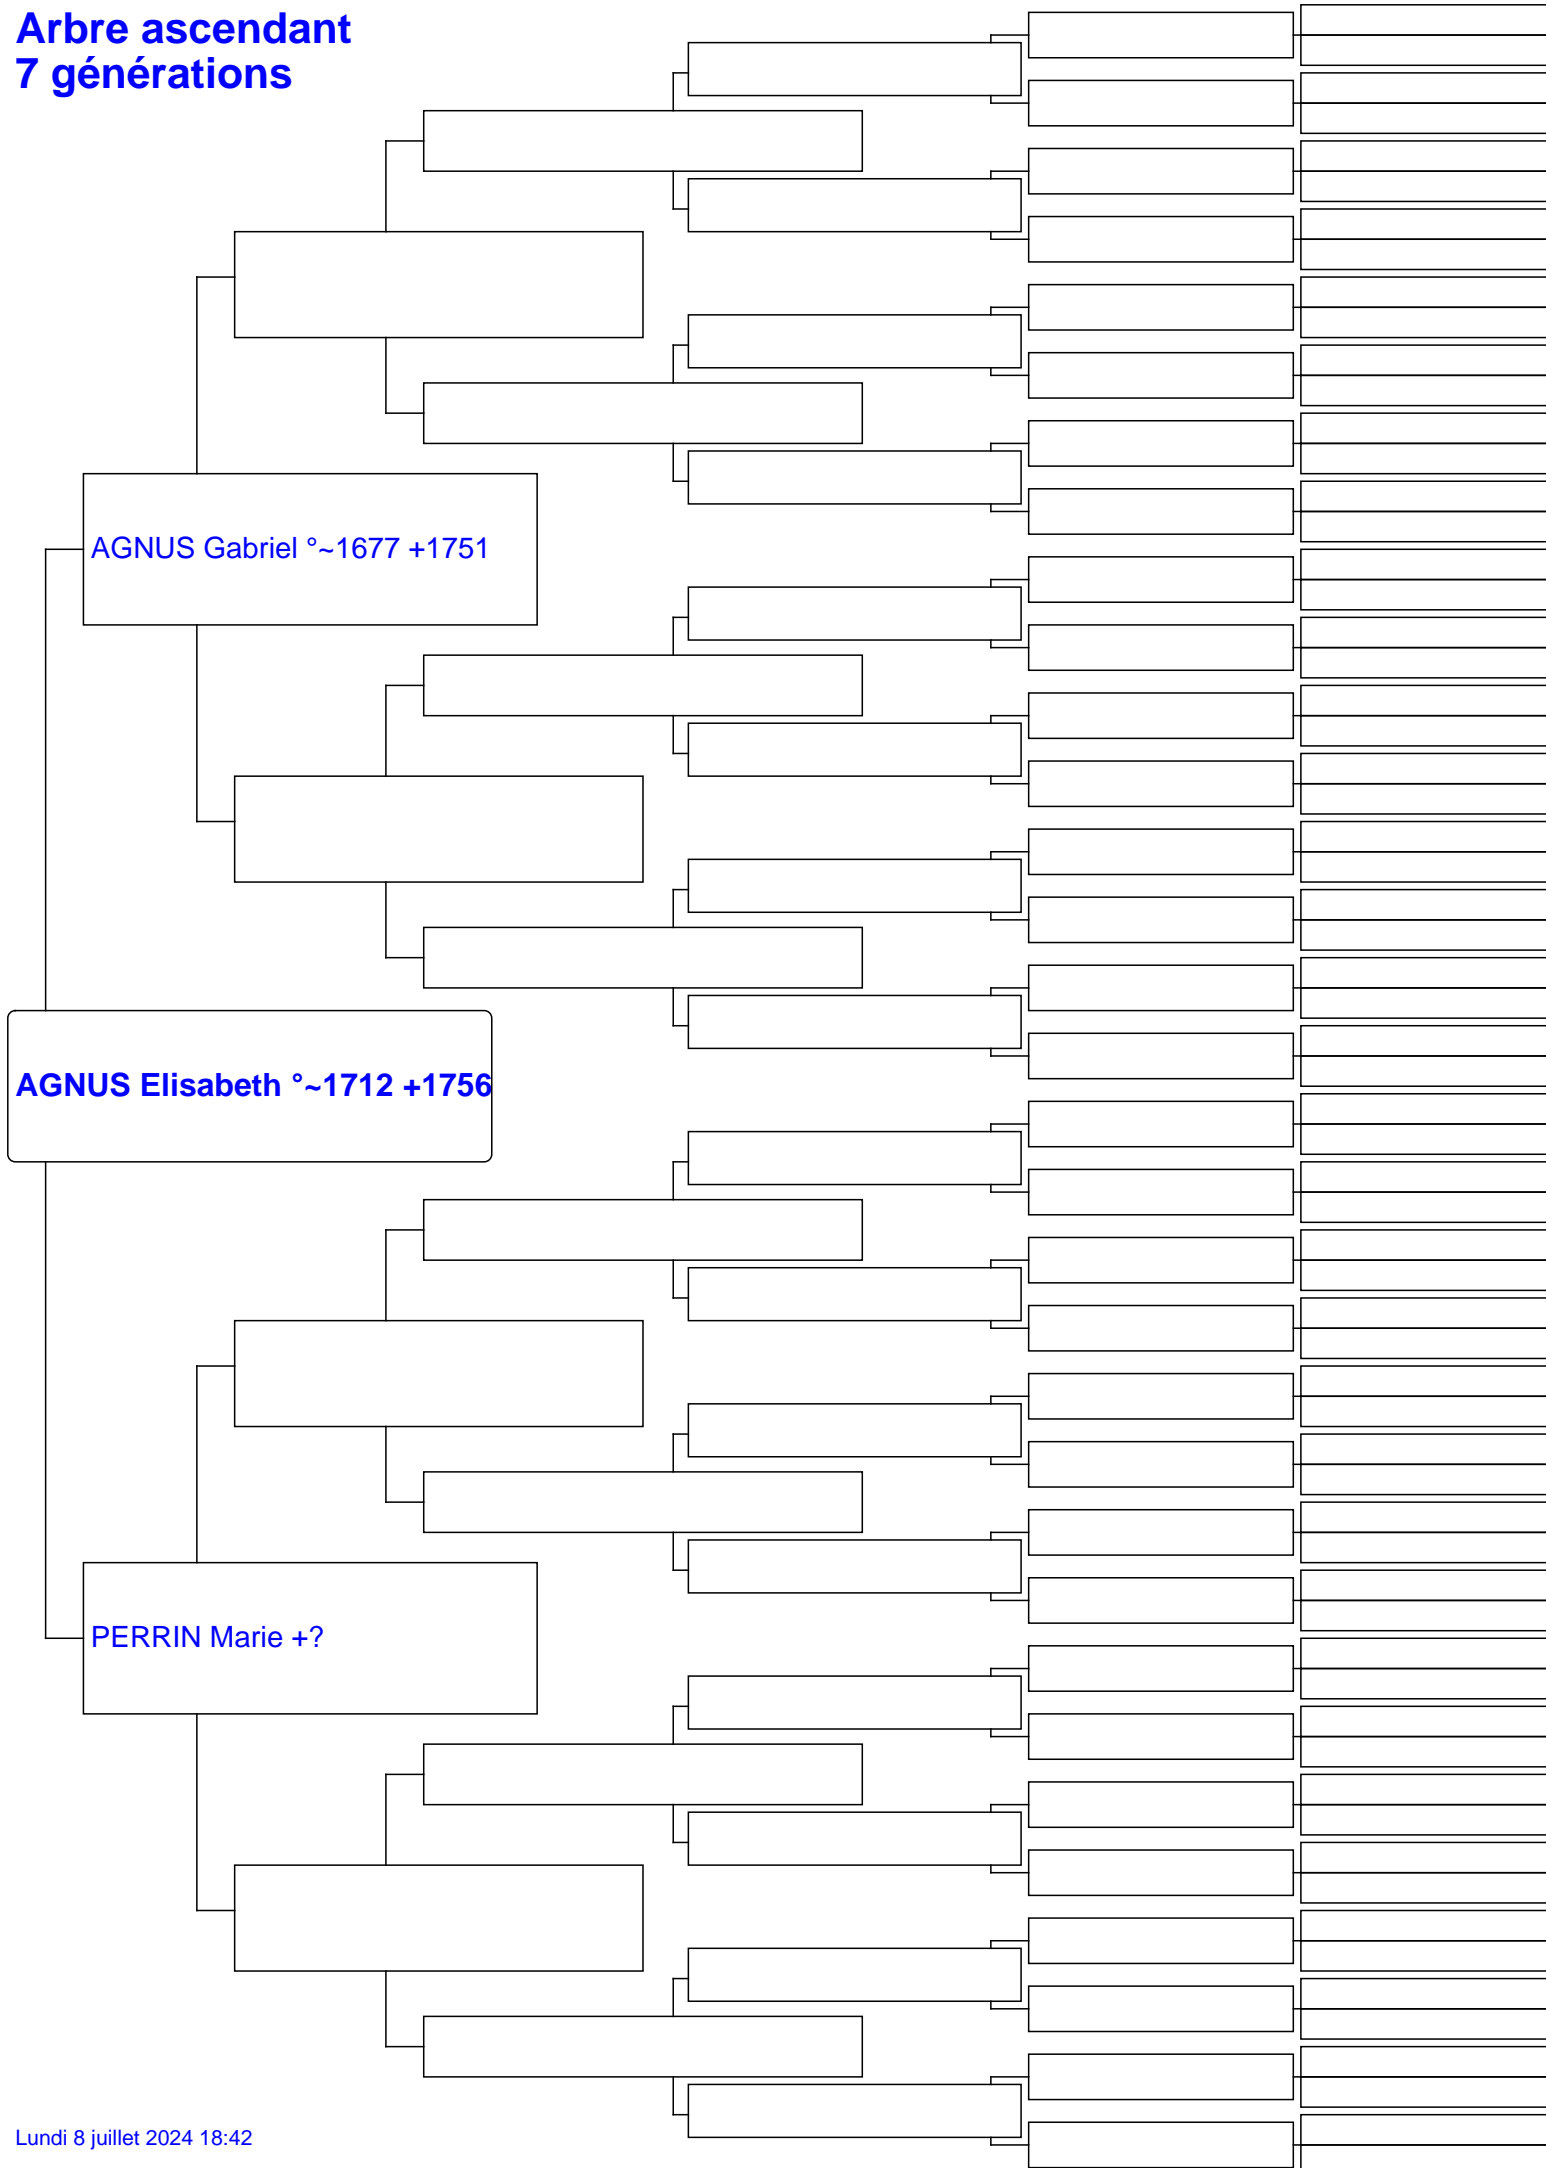 Arbre ascendant
7 générations
AGNUS Gabriel °~1677 +1751
AGNUS Elisabeth °~1712 +1756
PERRIN Marie +?
Lundi 8 juillet 2024 18:42